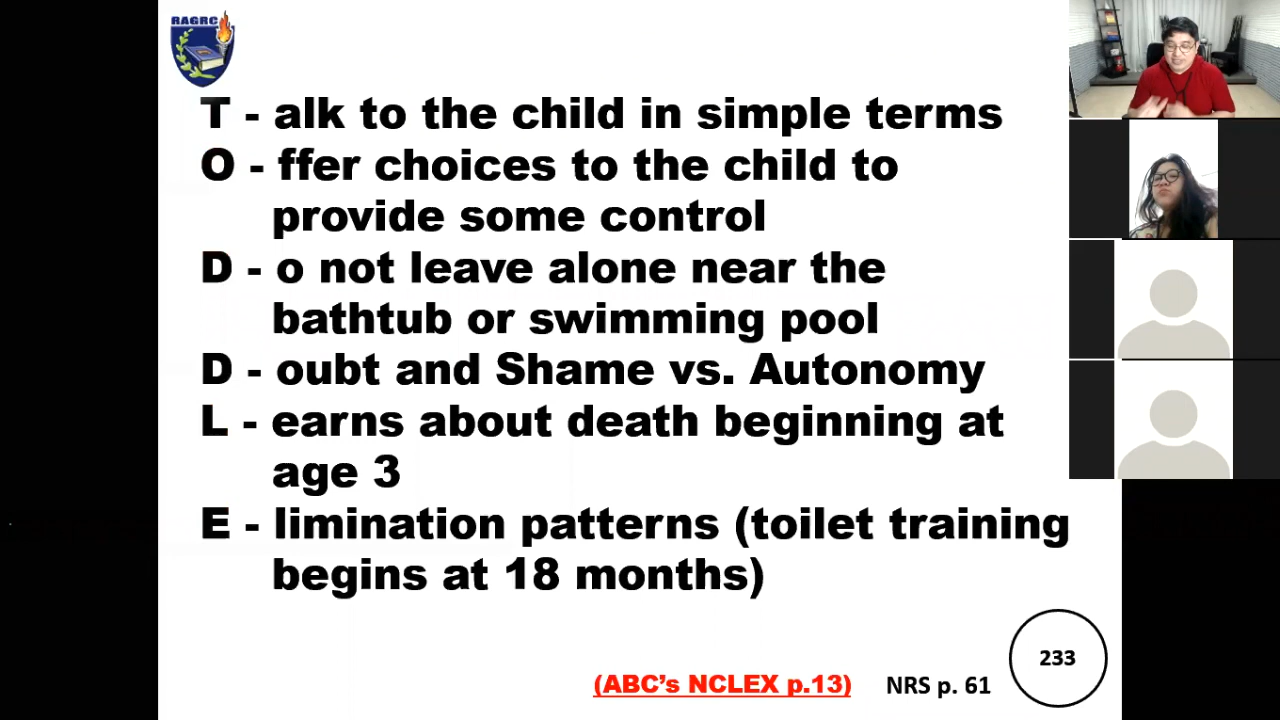 RAGRC
T - alk to the child in simple terms
O - ffer choices to the child to
provide some control
D - o not leave alone near the
bathtub or swimming pool
D - oubt and Shame vs. Autonomy
L - earns about death beginning at
age 3
E - limination patterns (toilet training
begins at 18 months)
(ABC's NCLEX p.13)
NRS p. 61
233